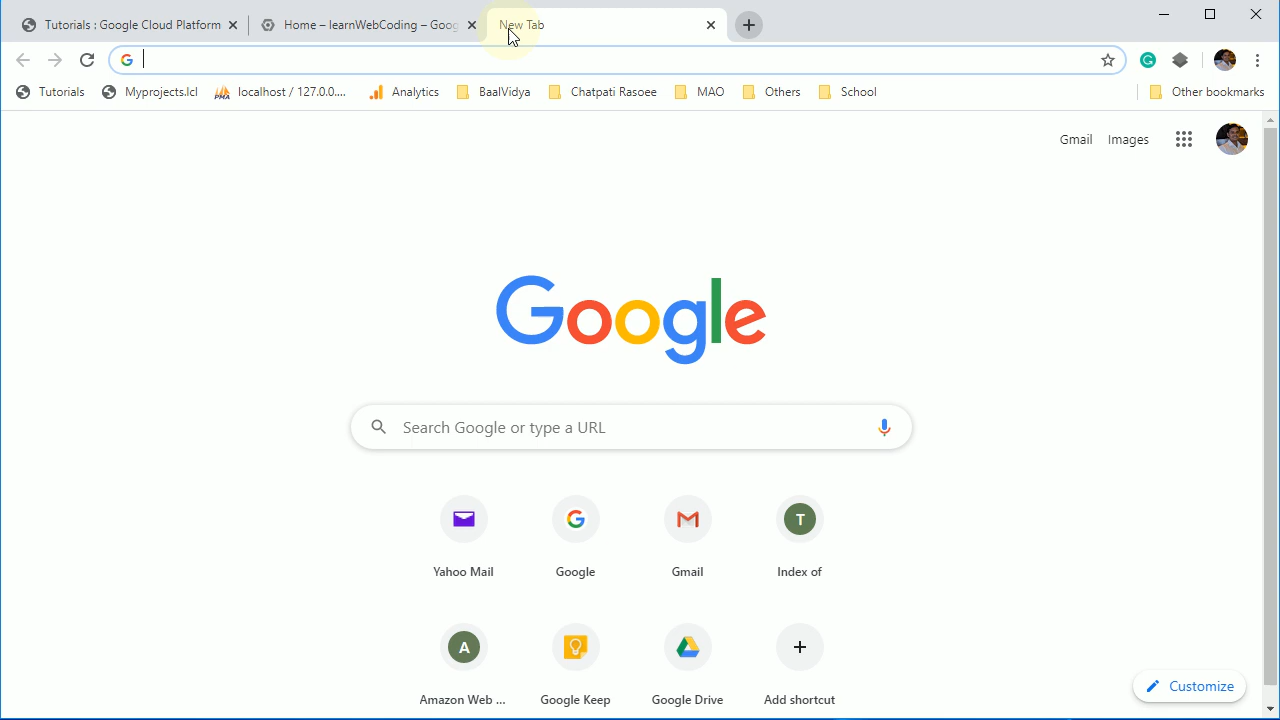 Tutorials : Google Cloud Platform
Home – learnWebCoding – Goog
New Tab
Tutorials
Myprojects.lcl
PMA
localhost / 127.0.0....
Analytics
BaalVidya
Chatpati Rasoee
MAO
Others
School
Other bookmarks
Gmail
Images
Google
Search Google or type a URL
T
Yahoo Mail
Google
Gmail
Index of
A
Amazon Web ...
Google Keep
Google Drive
Add shortcut
Customize